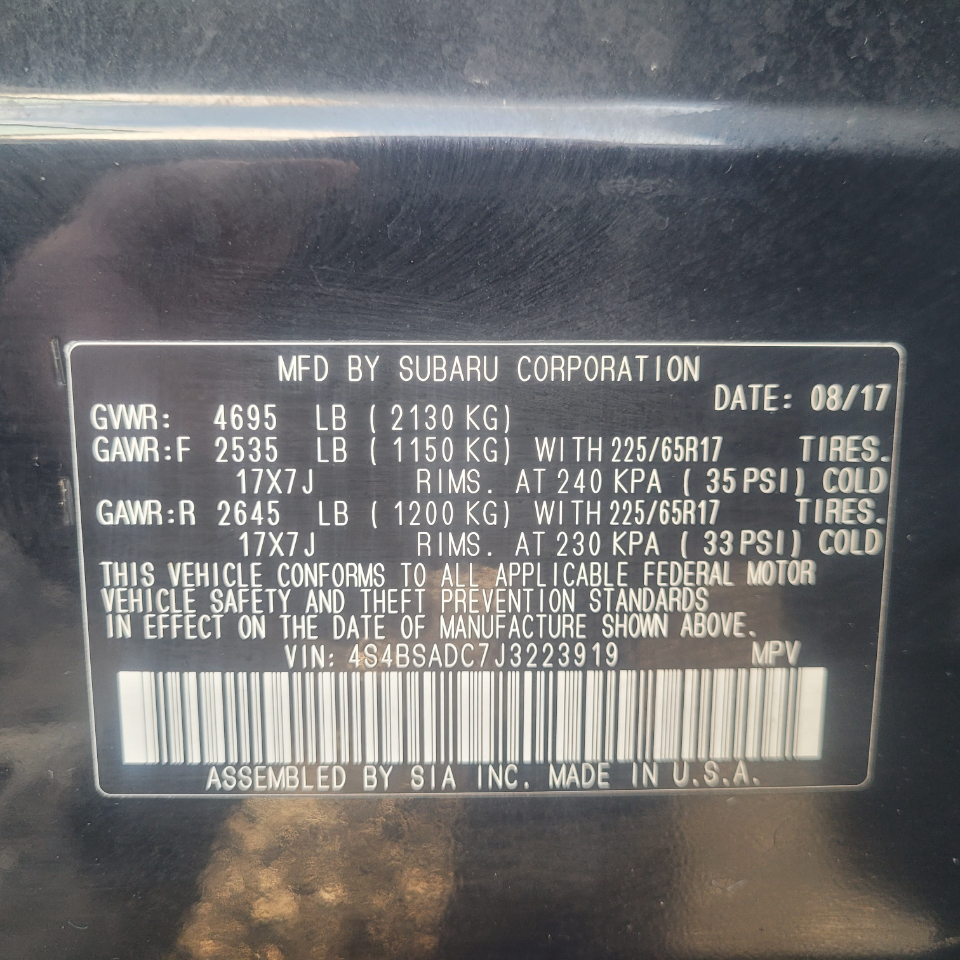 MFD BY SUBARU CORPORATION
DATE: 08/17
GVWR: 4695 LB ( 2130 KG)
GAWR:F 2535 LB ( 1150 KG) WITH 225/65R17 TIRES.
17X7J RIMS. AT 240 KPA ( 35 PSI) COLD
GAWR:R 2645 LB ( 1200 KG) WITH 225/65R17 TIRES.
17X7J RIMS. AT 230 KPA ( 33 PSI) COLD
THIS VEHICLE CONFORMS TO ALL APPLICABLE FEDERAL MOTOR
VEHICLE SAFETY AND THEFT PREVENTION STANDARDS
IN EFFECT ON THE DATE OF MANUFACTURE SHOWN ABOVE.
VIN: 4S4BSADC7J3223919 MPV
ASSEMBLED BY SIA INC. MADE IN U.S.A.